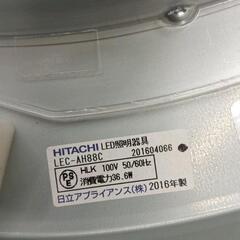 HITACHI LED照明器具
LEC-AH88C 201604066
PS E HLK 100V 50/60Hz
消費電力36.6W
日立アプライアンス(株) 2016年製